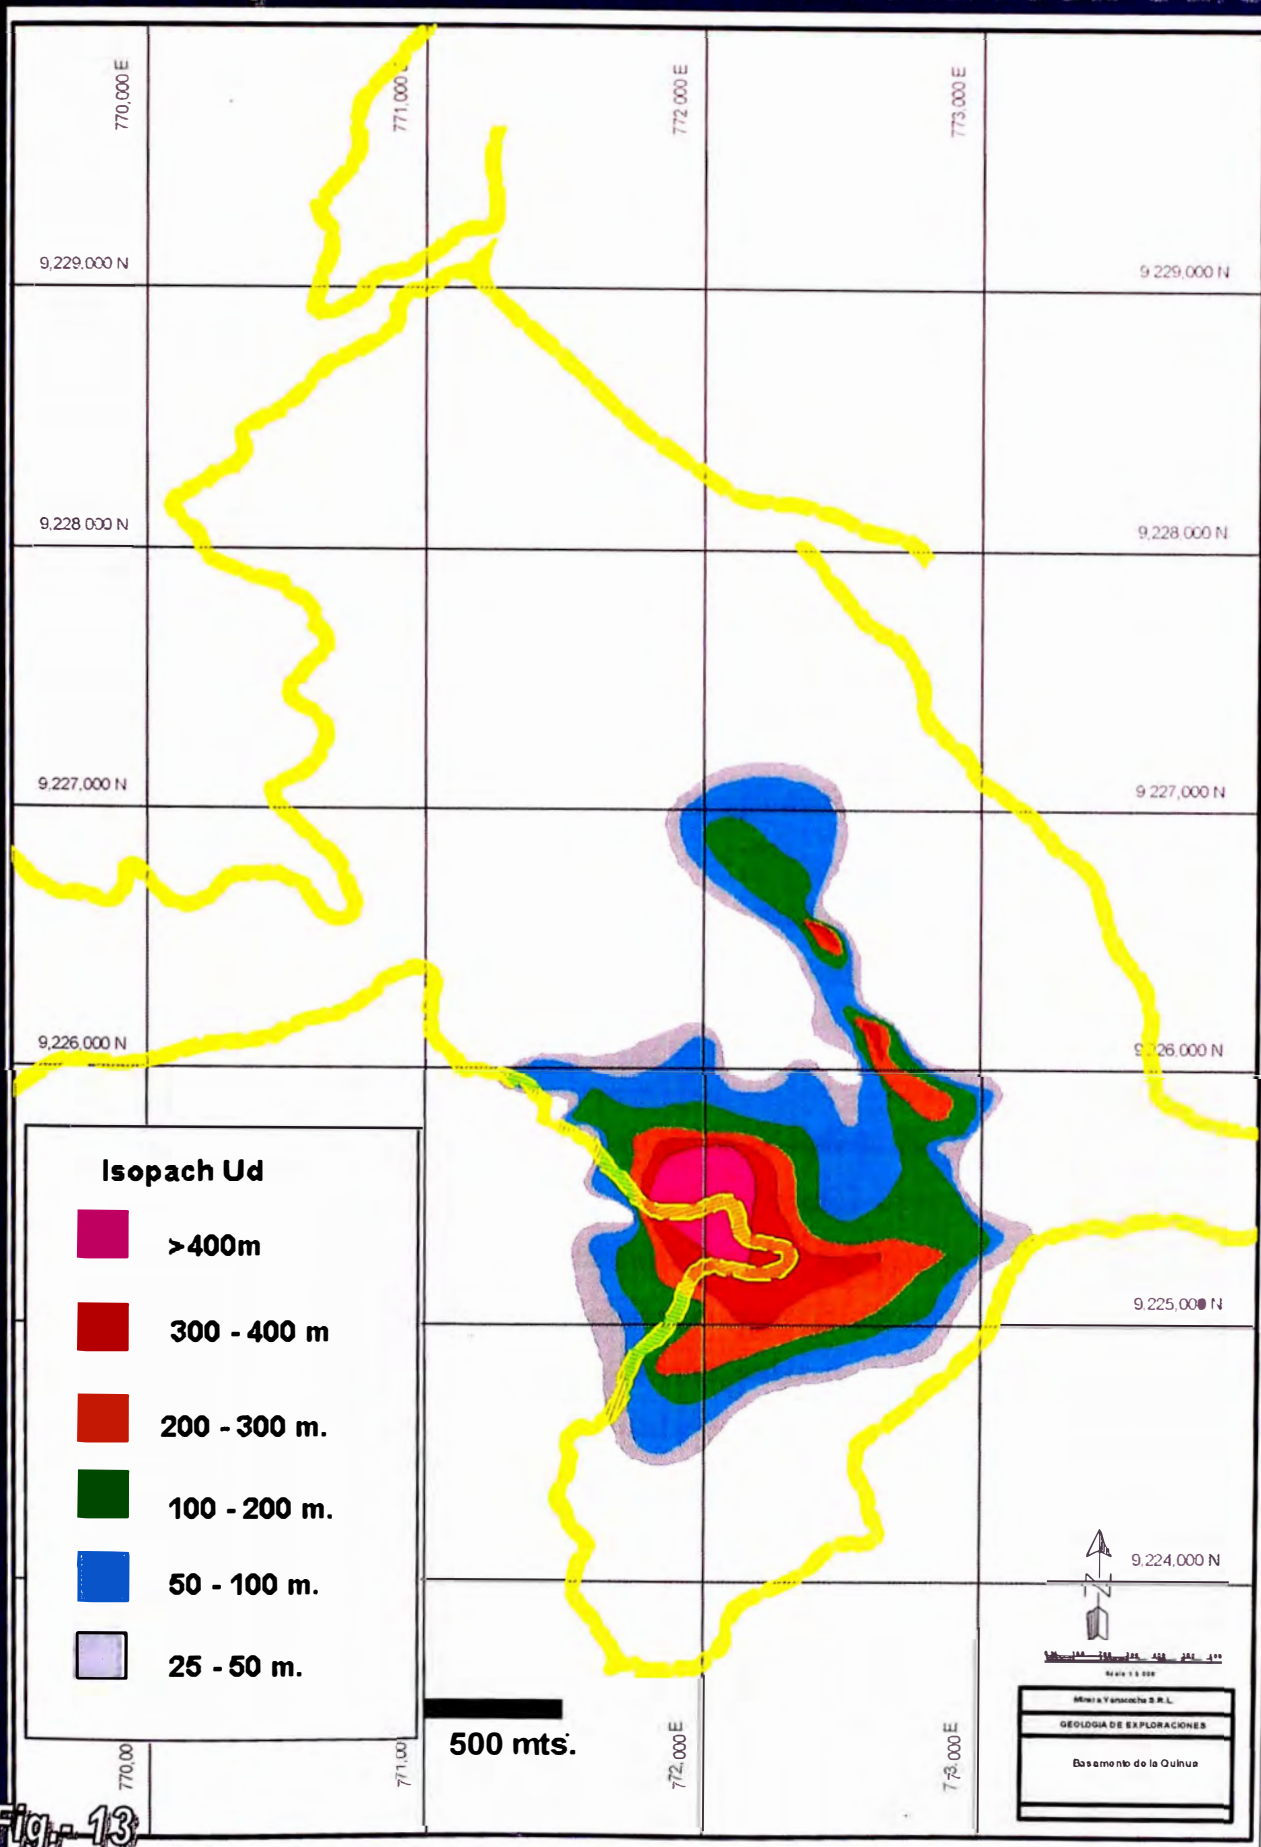 770,000 E
771,000
772 000 E
773,000 E
9,229,000 N
9 229,000 N
9,228 000 N
9,228 000 N
9,227,000 N
9 227,000 N
9,226,000 N
26,000 N
Isopach Ud
>400m
300 - 400 m
200 - 300 m.
100 - 200 m.
50 - 100 m.
25 - 50 m.
9,225,000 N
9,224,000 N
N
Minera Yanacocha S.R.L.
GEOLOGIA DE EXPLORACIONES
Basamento de la Quinua
500 mts.
770,00
771,00
772,000 E
773,000 E
Fig.- 13